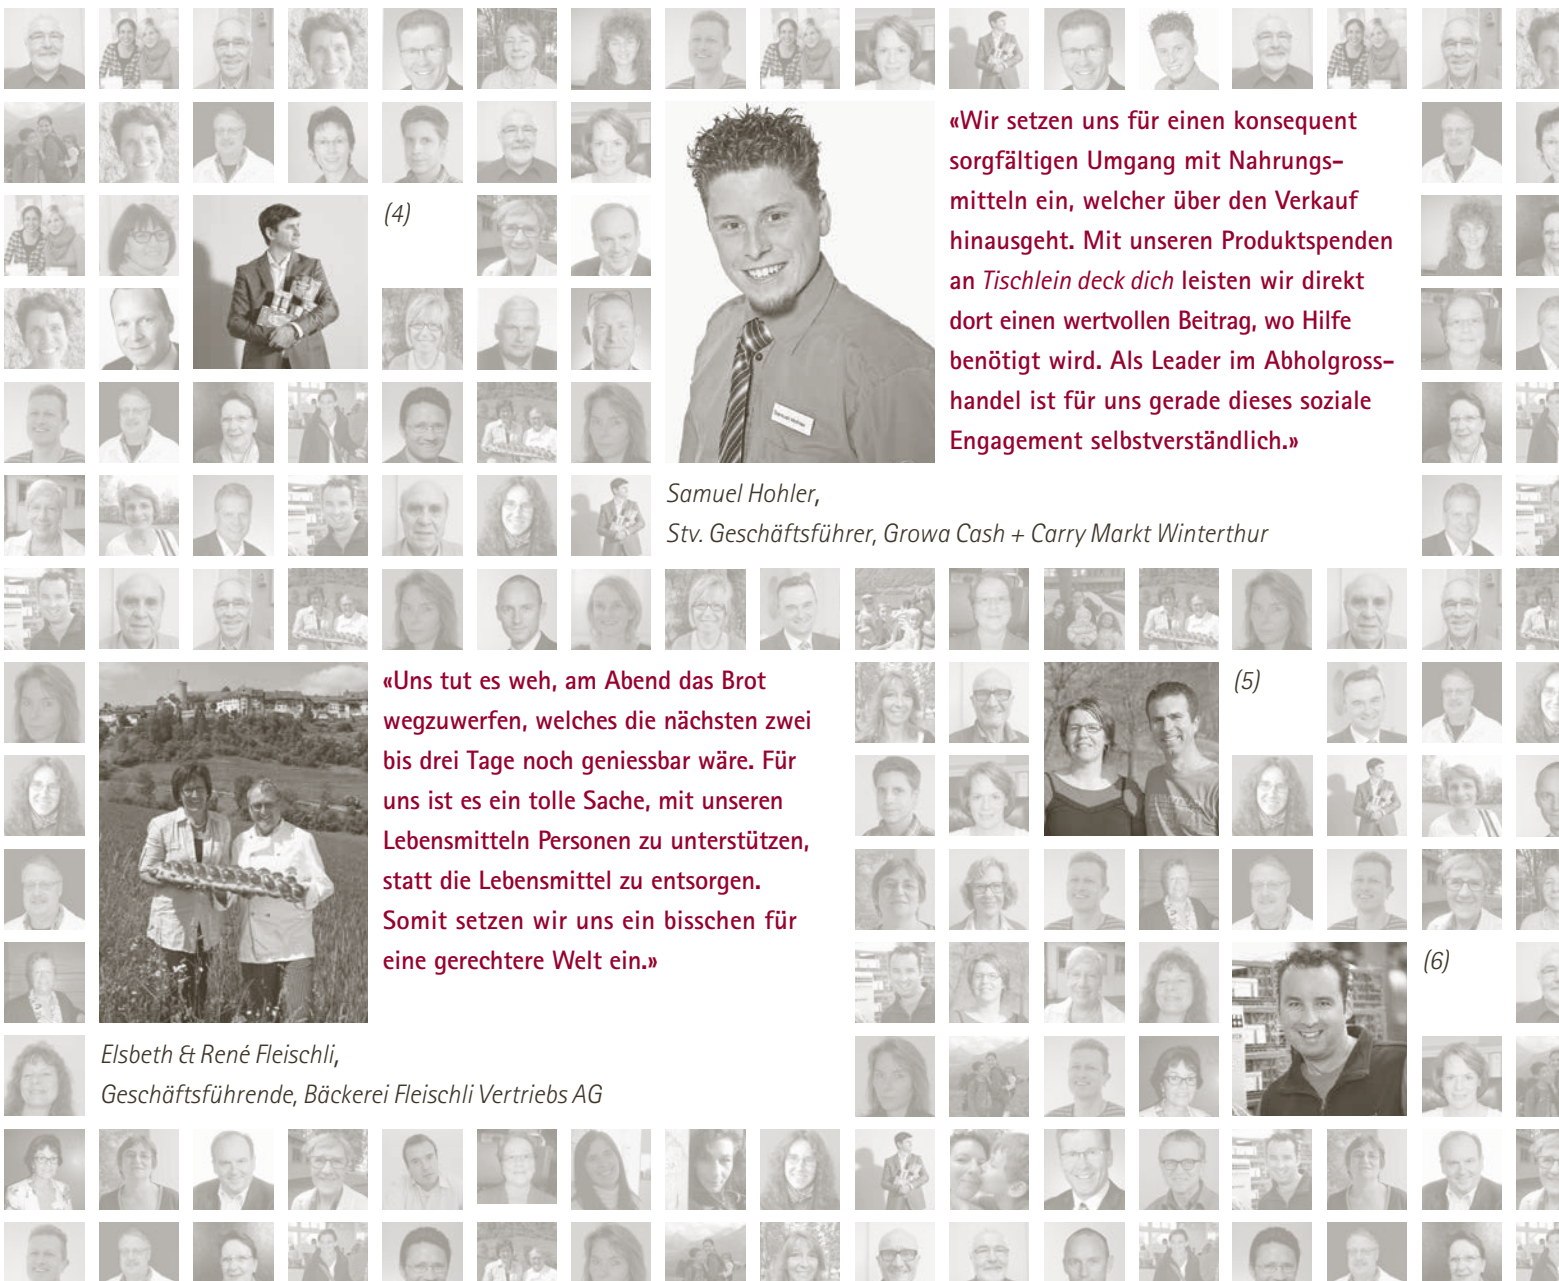 (4)
«Wir setzen uns für einen konsequent
sorgfältigen Umgang mit Nahrungs-
mitteln ein, welcher über den Verkauf
hinausgeht. Mit unseren Produktspenden
an Tischlein deck dich leisten wir direkt
dort einen wertvollen Beitrag, wo Hilfe
benötigt wird. Als Leader im Abholgross-
handel ist für uns gerade dieses soziale
Engagement selbstverständlich.»
Samuel Hohler
Samuel Hohler,
Stv. Geschäftsführer, Growa Cash + Carry Markt Winterthur
«Uns tut es weh, am Abend das Brot
wegzuwerfen, welches die nächsten zwei
bis drei Tage noch geniessbar wäre. Für
uns ist es ein tolle Sache, mit unseren
Lebensmitteln Personen zu unterstützen,
statt die Lebensmittel zu entsorgen.
Somit setzen wir uns ein bisschen für
eine gerechtere Welt ein.»
Elsbeth & René Fleischli,
Geschäftsführende, Bäckerei Fleischli Vertriebs AG
(5)
(6)